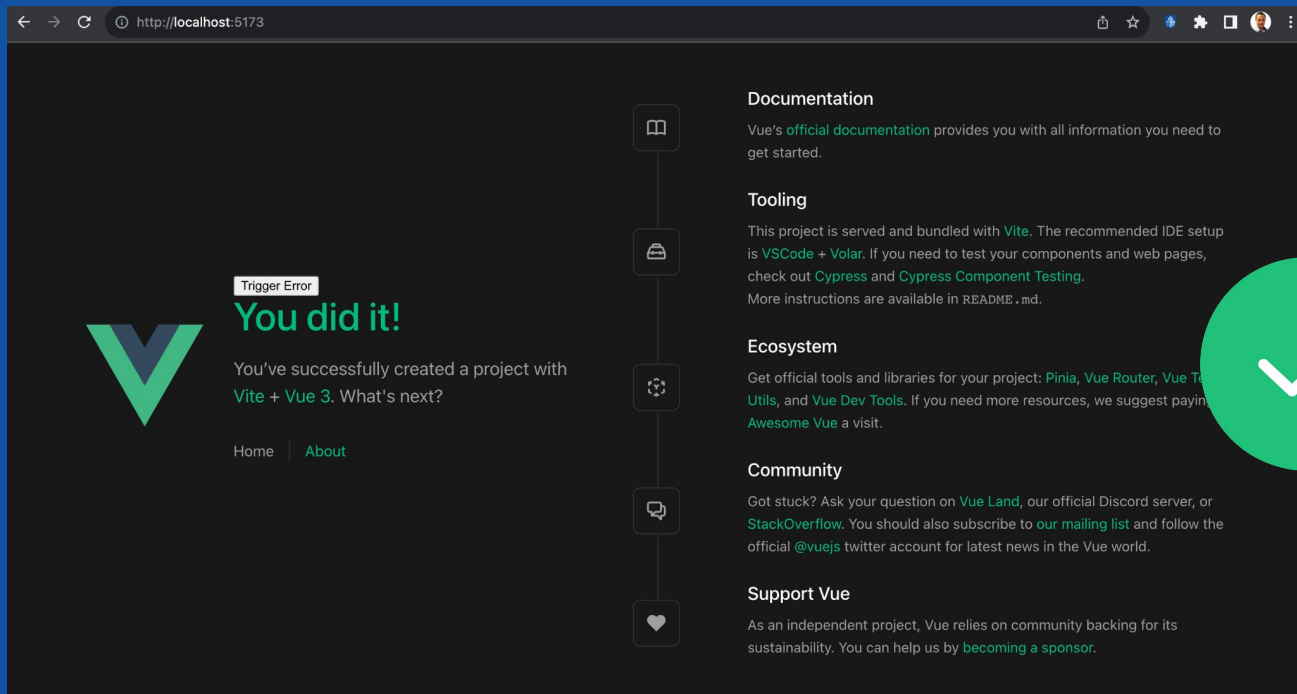 http://localhost:5173
Trigger Error
You did it!
You've successfully created a project with
Vite + Vue 3. What's next?
Home
About
Documentation
Vue's official documentation provides you with all information you need to
get started.
Tooling
This project is served and bundled with Vite. The recommended IDE setup
is VSCode + Volar. If you need to test your components and web pages,
check out Cypress and Cypress Component Testing.
More instructions are available in README.md.
Ecosystem
Get official tools and libraries for your project: Pinia, Vue Router, Vue
Utils, and Vue Dev Tools. If you need more resources, we suggest
Awesome Vue a visit.
Community
Got stuck? Ask your question on Vue Land, our official Discord server, or
StackOverflow. You should also subscribe to our mailing list and follow the
official @vuejs twitter account for latest news in the Vue world.
Support Vue
As an independent project, Vue relies on community backing for its
sustainability. You can help us by becoming a sponsor.